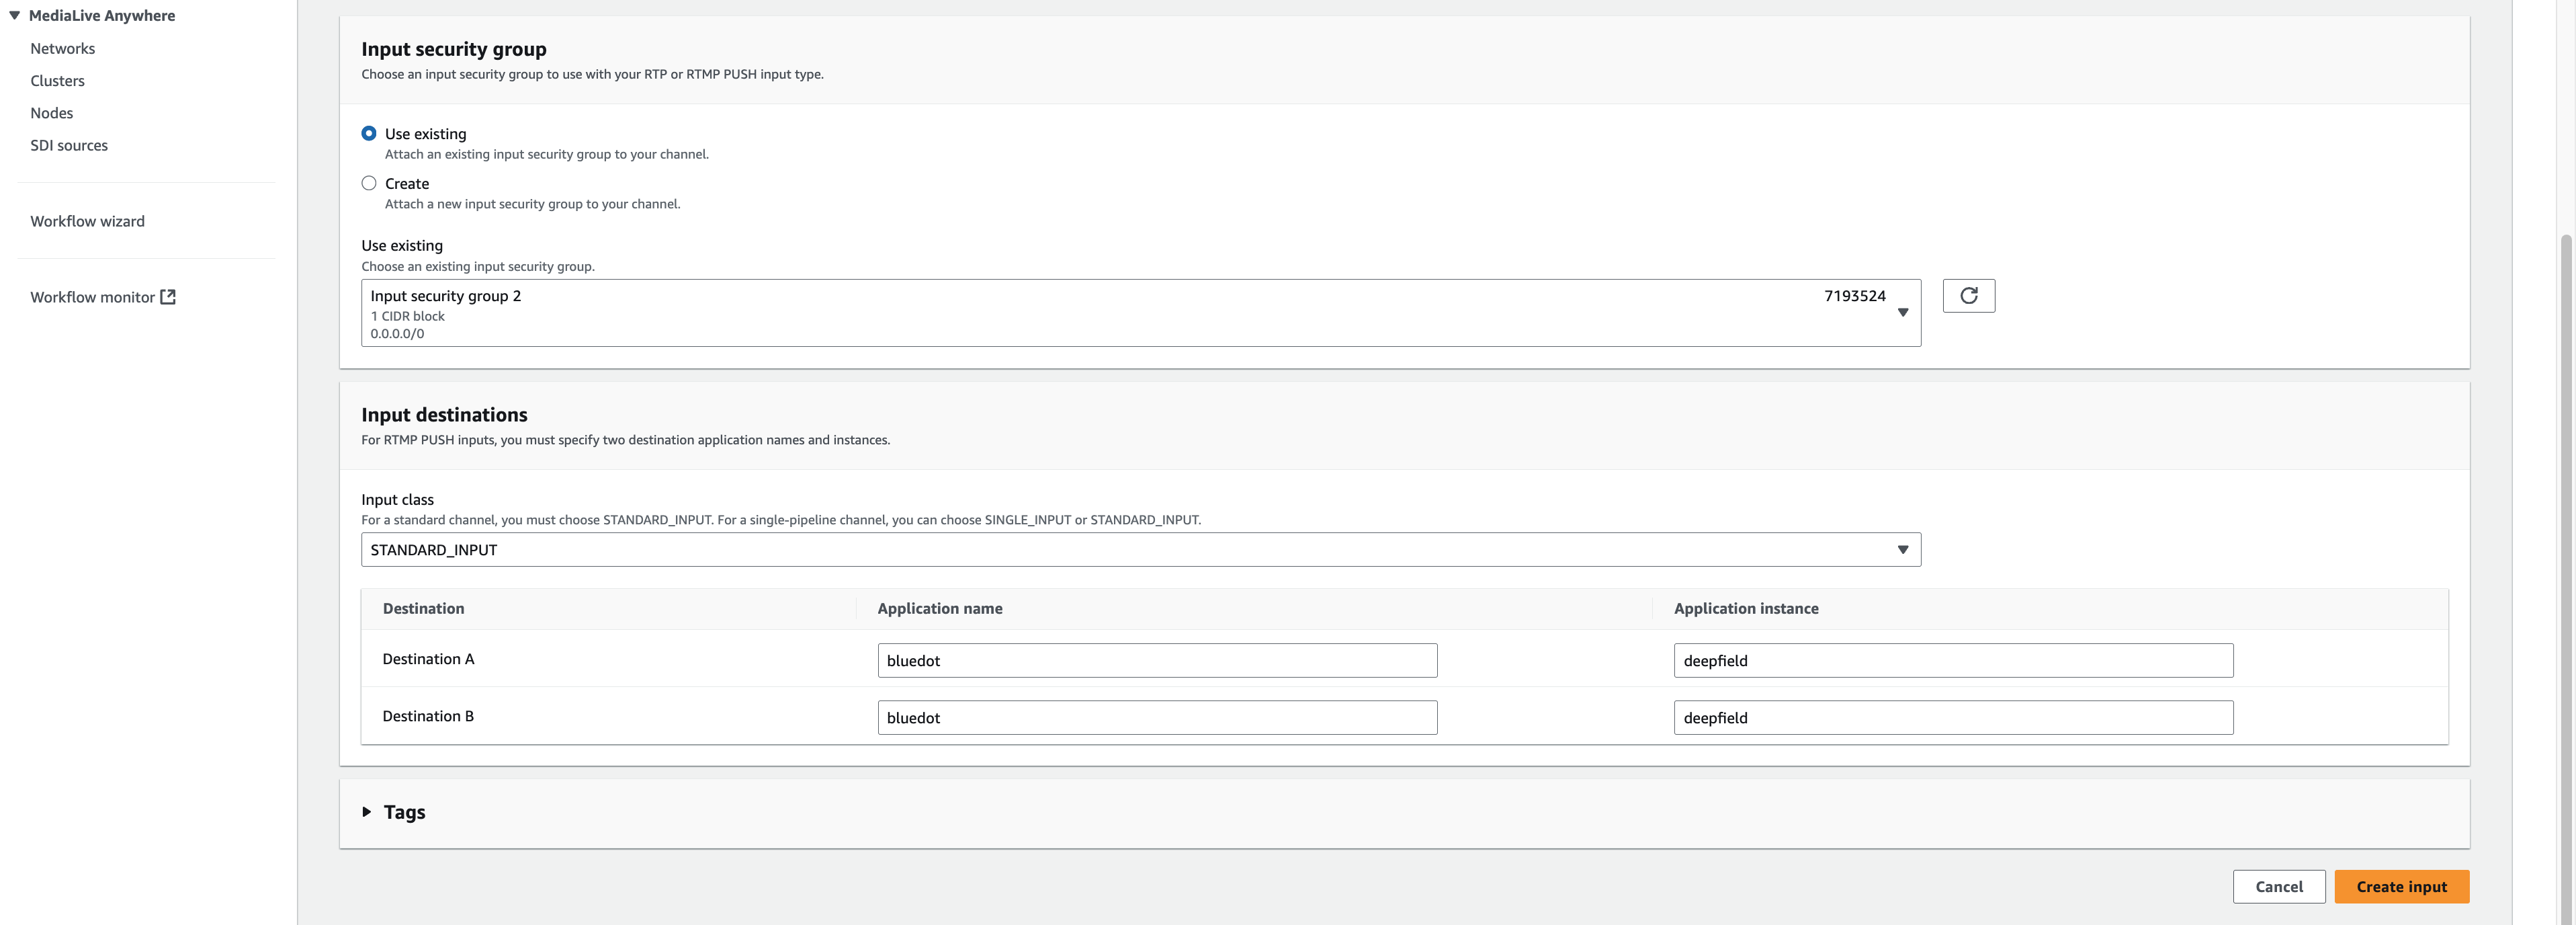 MediaLive Anywhere
Networks
Clusters
Nodes
SDI sources
Workflow wizard
Workflow monitor
Input security group
Choose an input security group to use with your RTP or RTMP PUSH input type.
Use existing
Attach an existing input security group to your channel.
Create
Attach a new input security group to your channel.
Use existing
Choose an existing input security group.
Input security group 2 7193524
1 CIDR block
0.0.0.0/0
Input destinations
For RTMP PUSH inputs, you must specify two destination application names and instances.
Input class
For a standard channel, you must choose STANDARD_INPUT. For a single-pipeline channel, you can choose SINGLE_INPUT or STANDARD_INPUT.
STANDARD_INPUT
Destination Application name Application instance
Destination A bluedot deepfield
Destination B bluedot deepfield
Tags
Cancel Create input